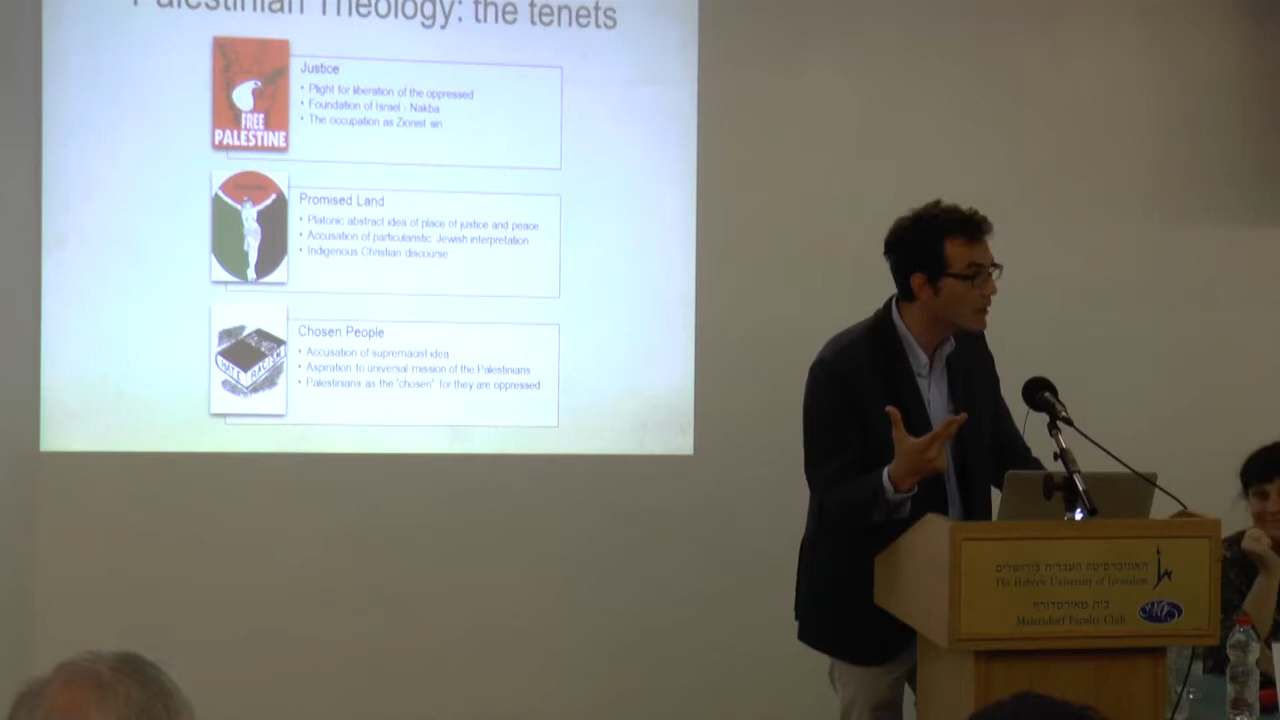 Palestinian Theology: the tenets
FREE
PALESTINE
Justice
• Plight for liberation of the oppressed
• Foundation of Israel - Nakba
• The occupation as Zionist sin
Promised Land
• Platonic abstract idea of place of justice and peace
• Accusation of particularistic Jewish interpretation
• Indigenous Christian discourse
HATE RACISM
Chosen People
• Accusation of supremacist idea
• Aspiration to universal mission of the Palestinians
• Palestinians as the 'chosen' for they are oppressed
האוניברסיטה העברית בירושלים
The Hebrew University of Jerusalem
בית מאירסדורף
Maiersdorf Faculty Club